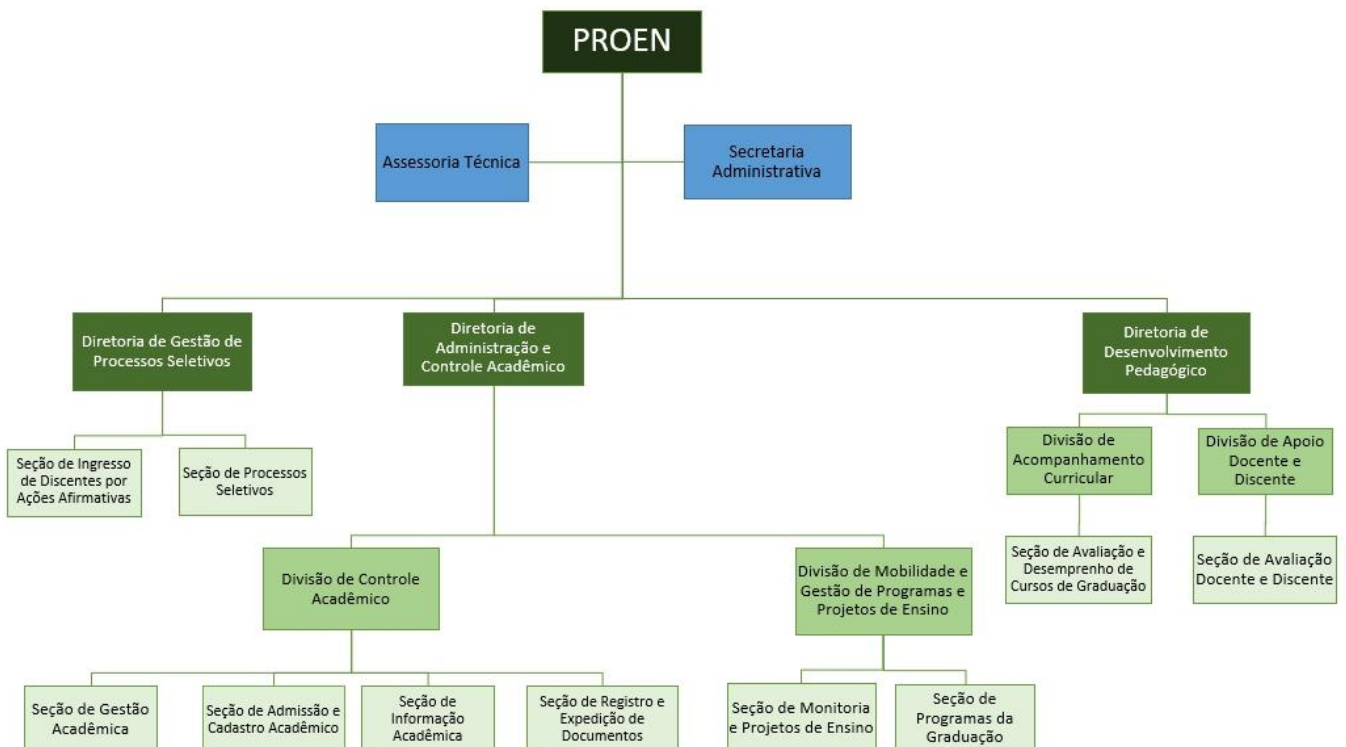 PROEN
Assessoria Técnica
Secretaria
Administrativa
Diretoria de Gestão de
Processos Seletivos
Diretoria de
Administração e
Controle Acadêmico
Diretoria de
Desenvolvimento
Pedagógico
Seção de Ingresso
de Discentes por
Ações Afirmativas
Seção de Processos
Seletivos
Divisão de
Acompanhamento
Curricular
Divisão de Apoio
Docente e
Discente
Seção de Avaliação e
Desemprenho de
Cursos de Graduação
Seção de Avaliação
Docente e Discente
Divisão de Controle
Acadêmico
Divisão de Mobilidade e
Gestão de Programas e
Projetos de Ensino
Seção de Gestão
Acadêmica
Seção de Admissão e
Cadastro Acadêmico
Seção de
Informação
Acadêmica
Seção de Registro e
Expedição de
Documentos
Seção de Monitoria
e Projetos de Ensino
Seção de
Programas da
Graduação